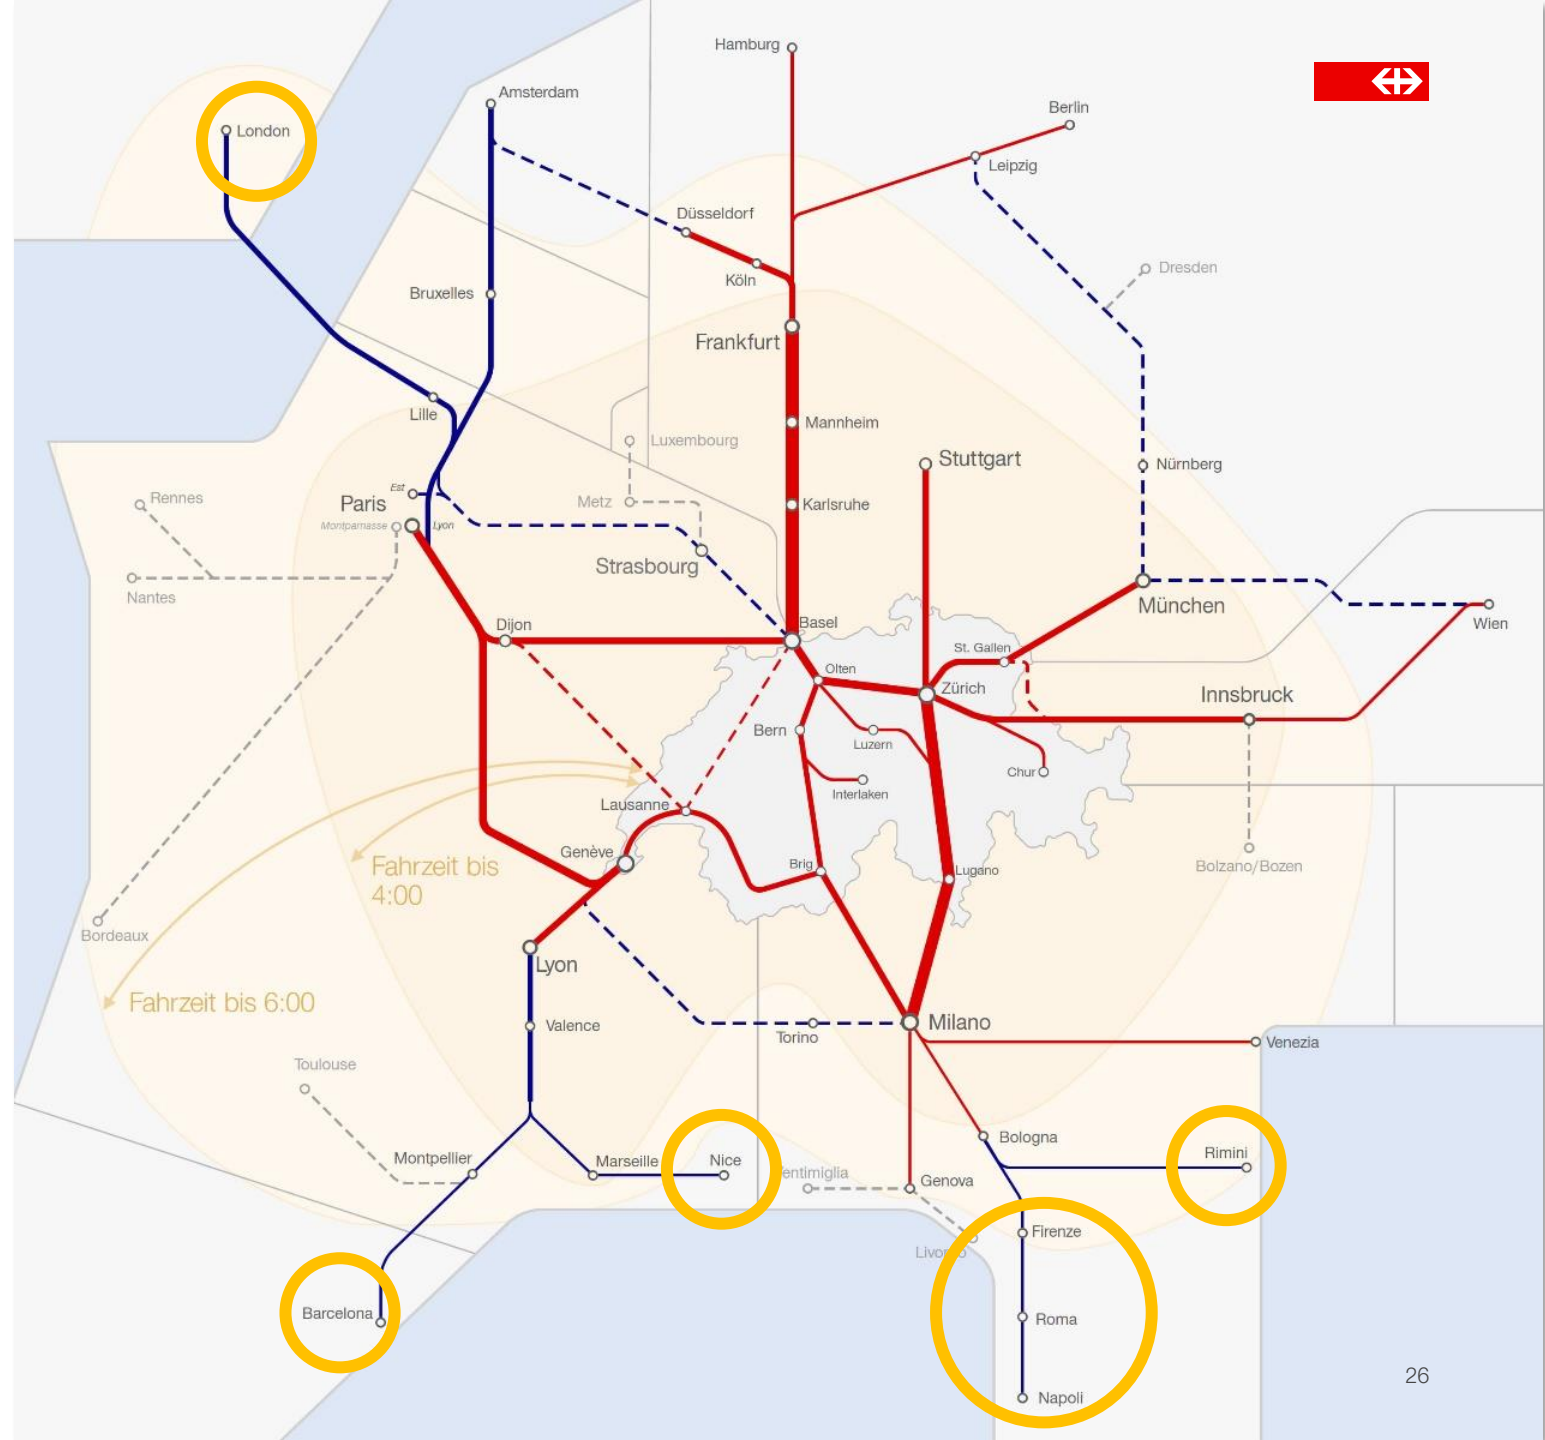 Hamburg
Amsterdam
Berlin
London
Leipzig
Düsseldorf
Dresden
Köln
Bruxelles
Frankfurt
Lille
Mannheim
Luxembourg
Stuttgart
Nürnberg
Est
Rennes
Paris
Metz
Karlsruhe
Montparnasse
Lyon
Strasbourg
Nantes
München
Basel
Dijon
Wien
St. Gallen
Olten
Zürich
Innsbruck
Bern
Luzern
Chur
Interlaken
Lausanne
Genève
Brig
Lugano
Fahrzeit bis
4:00
Bolzano/Bozen
Bordeaux
Lyon
Fahrzeit bis 6:00
Valence
Torino
Milano
Venezia
Toulouse
Bologna
Montpellier
Marseille
Nice
Rimini
entimiglia
Genova
Firenze
Livorno
Barcelona
Roma
26
Napoli